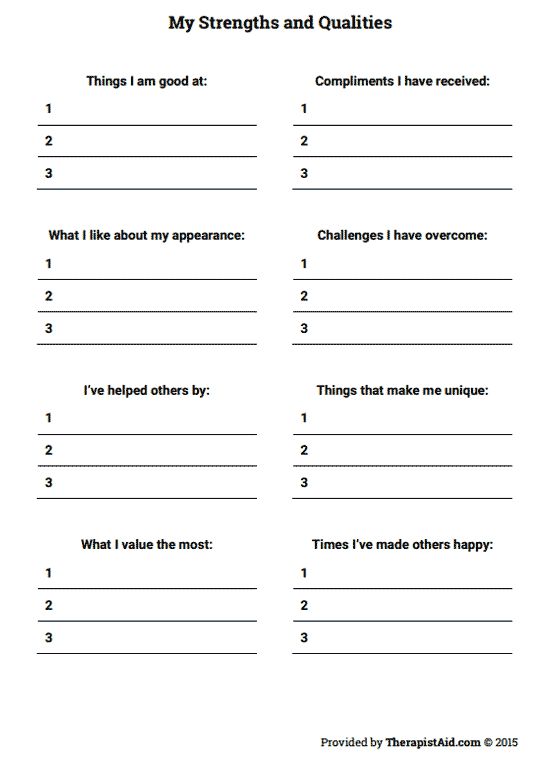 My Strengths and Qualities
Things I am good at:
1
2
3
Compliments I have received:
1
2
3
What I like about my appearance:
1
2
3
Challenges I have overcome:
1
2
3
I’ve helped others by:
1
2
3
Things that make me unique:
1
2
3
What I value the most:
1
2
3
Times I’ve made others happy:
1
2
3
Provided by TherapistAid.com © 2015